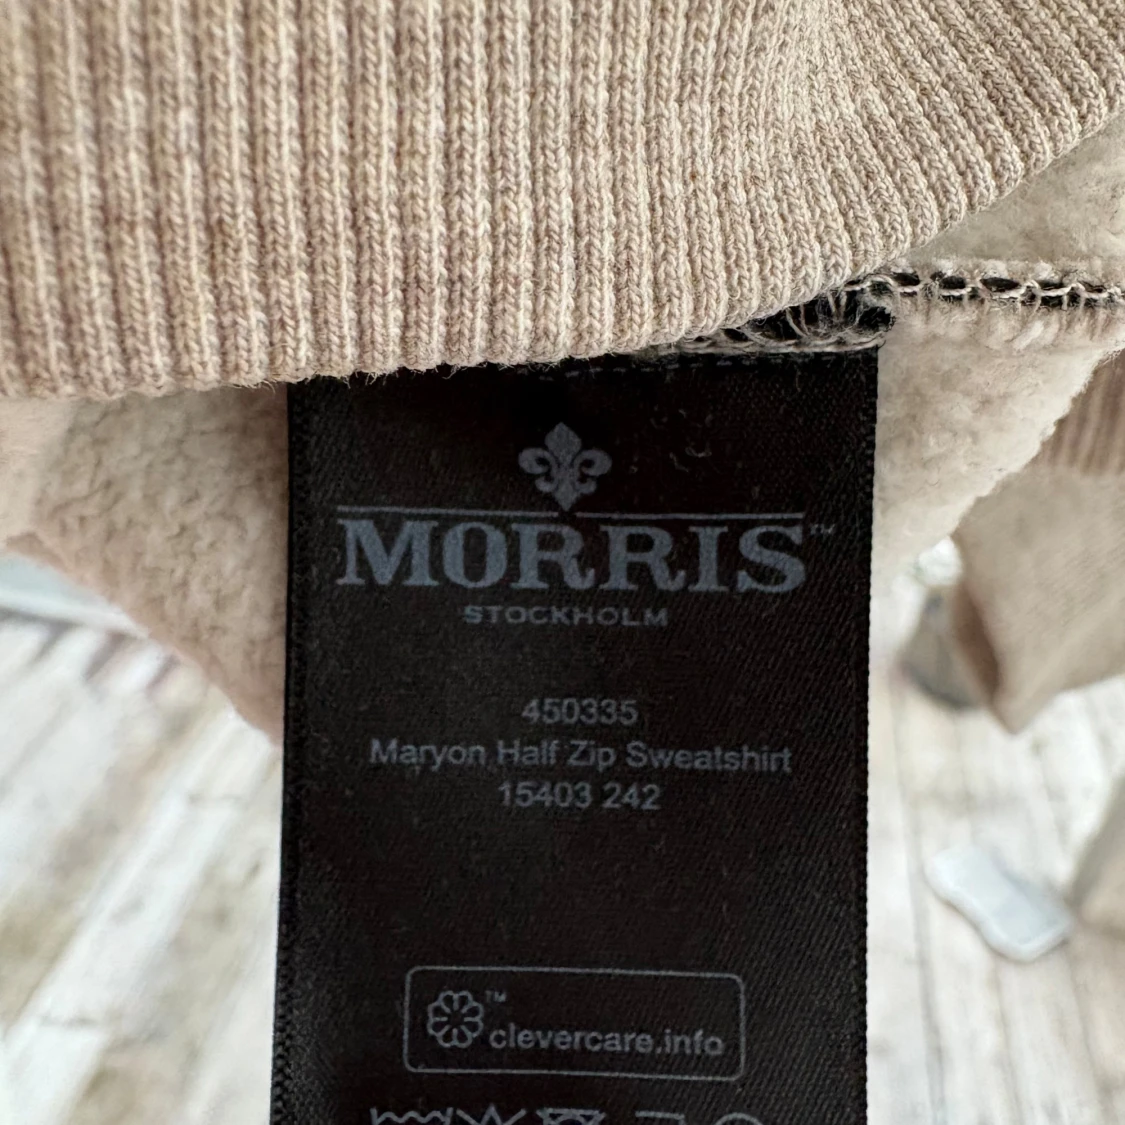 MORRIS™
STOCKHOLM
450335
Maryon Half Zip Sweatshirt
15403 242
™
clevercare.info